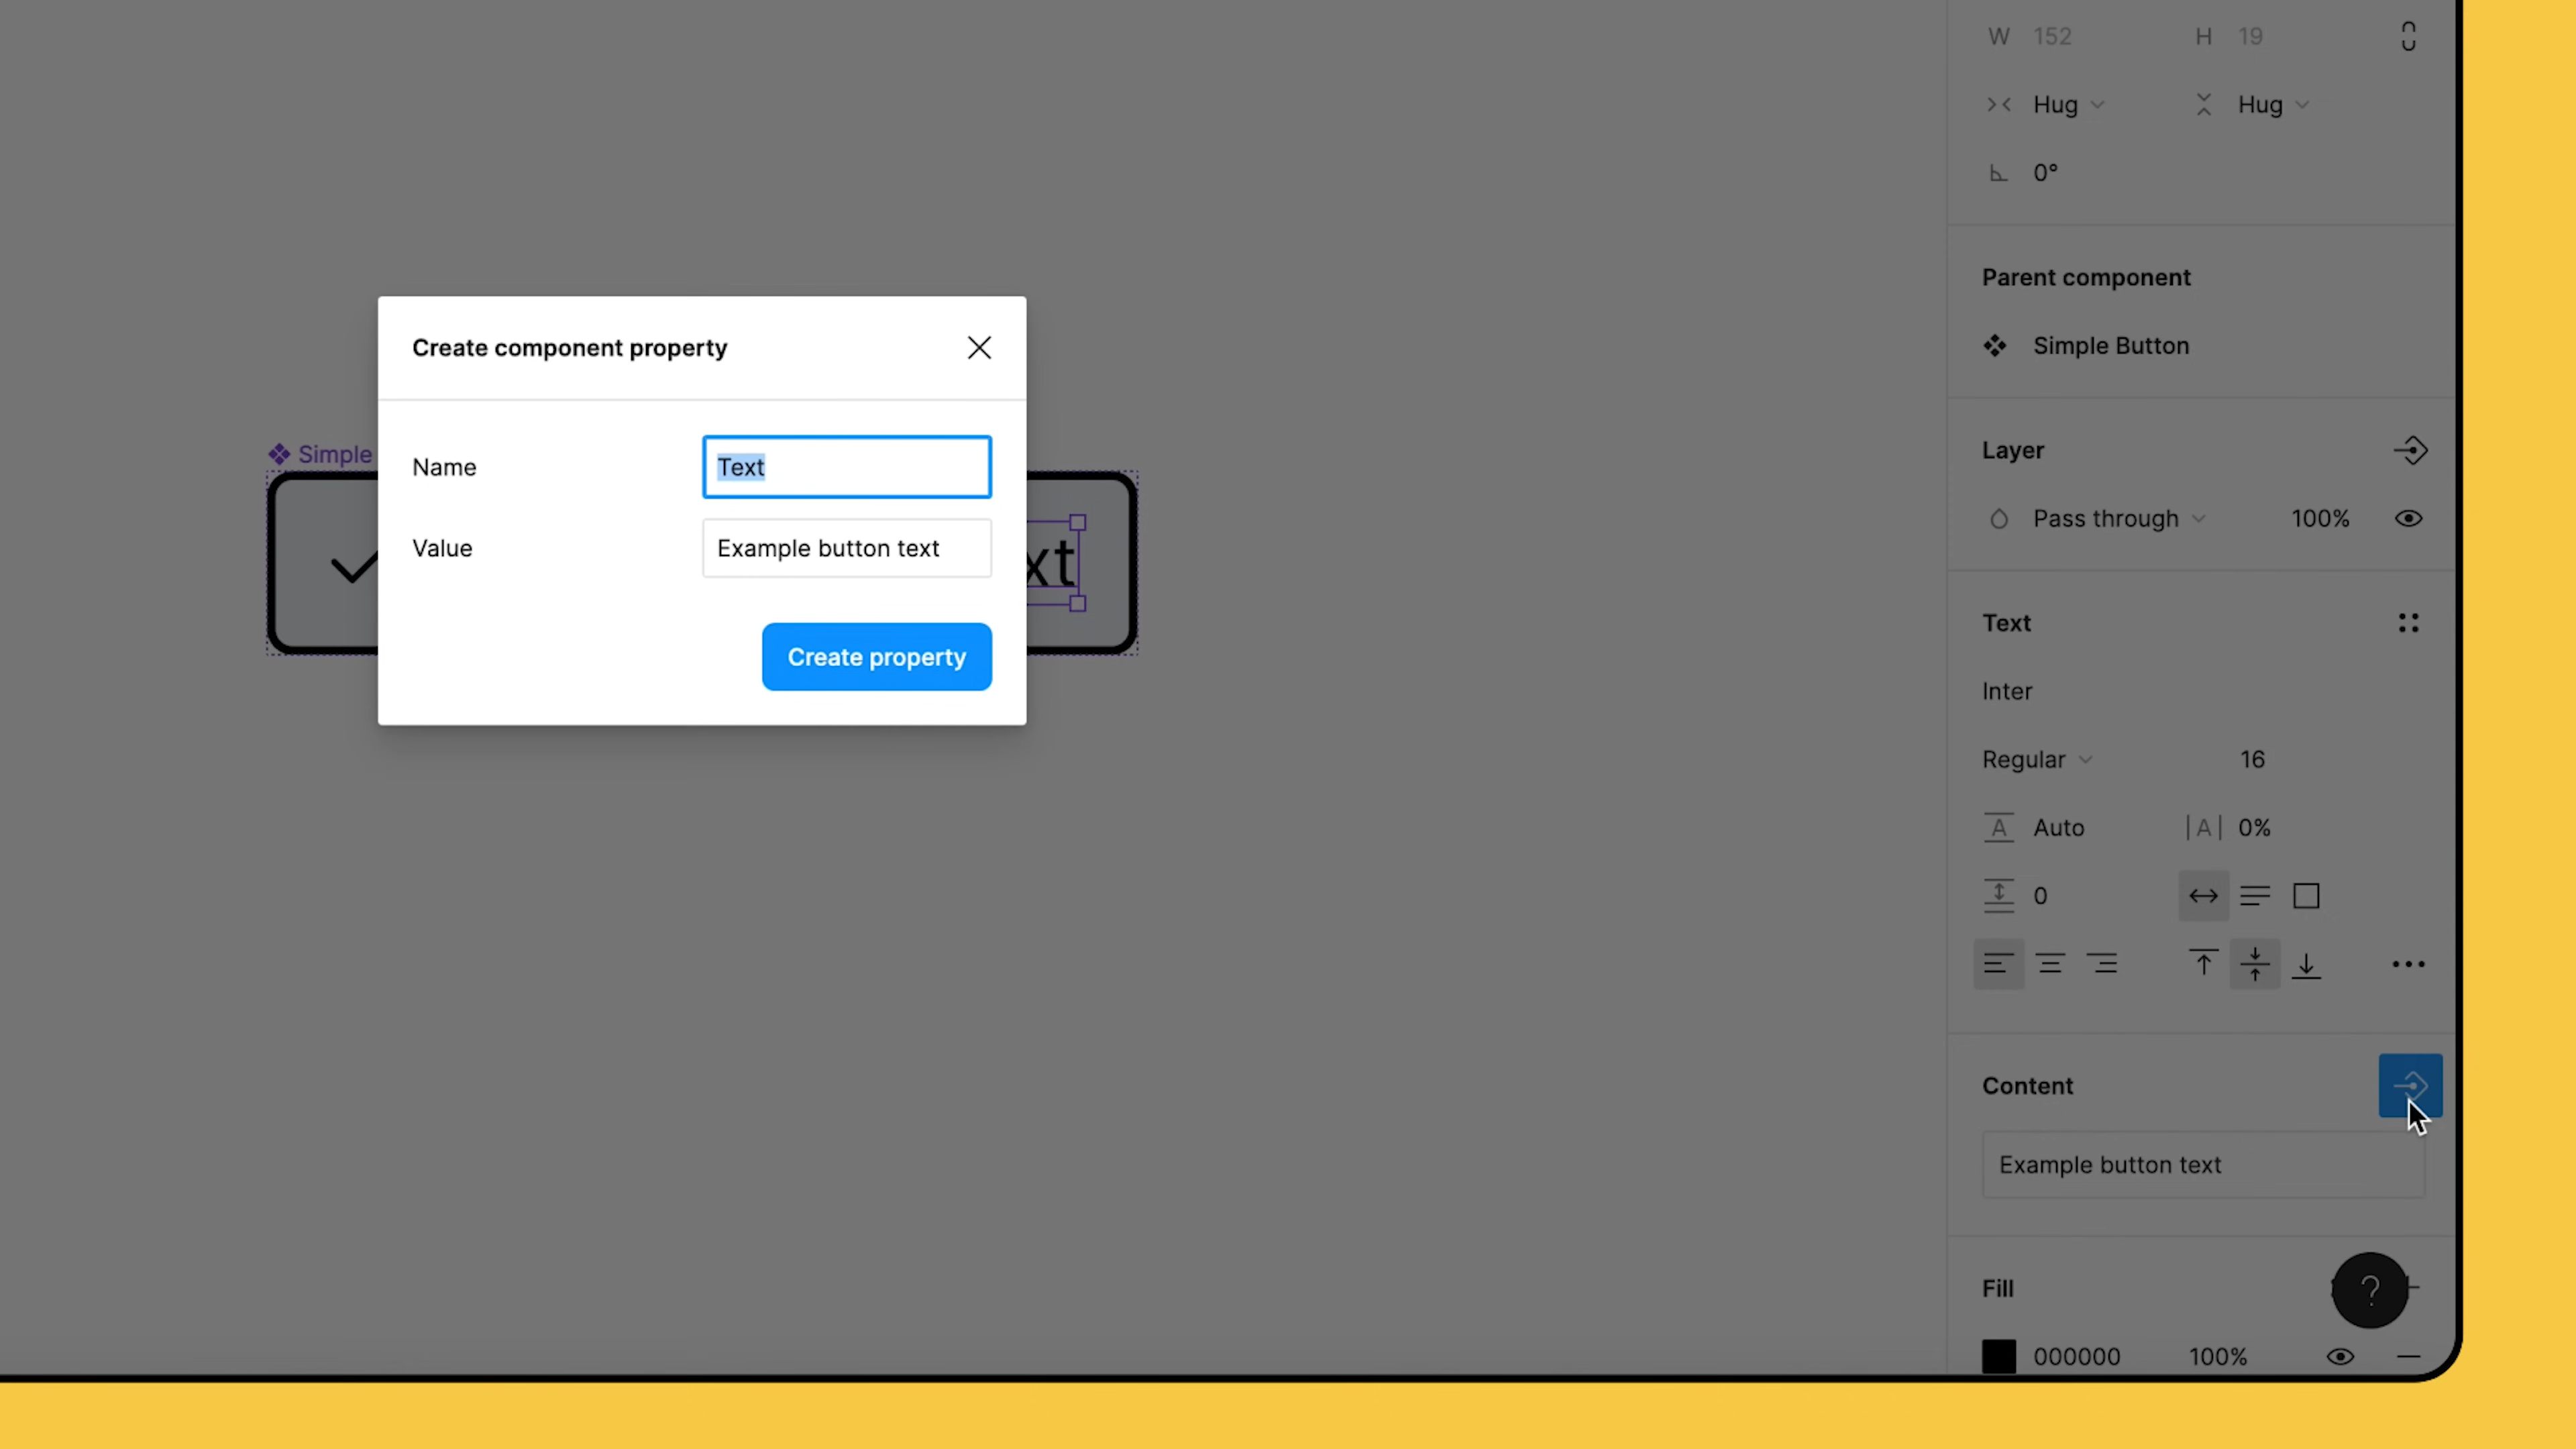 W 152 H 19
Hug Hug
0°
Parent component
Simple Button
Layer
Pass through 100%
Text
Inter
Regular 16
A Auto |A| 0%
0
Content
Example button text
Fill
?
000000 100%
Simple
xt
Create component property
Name Text
Value Example button text
Create property